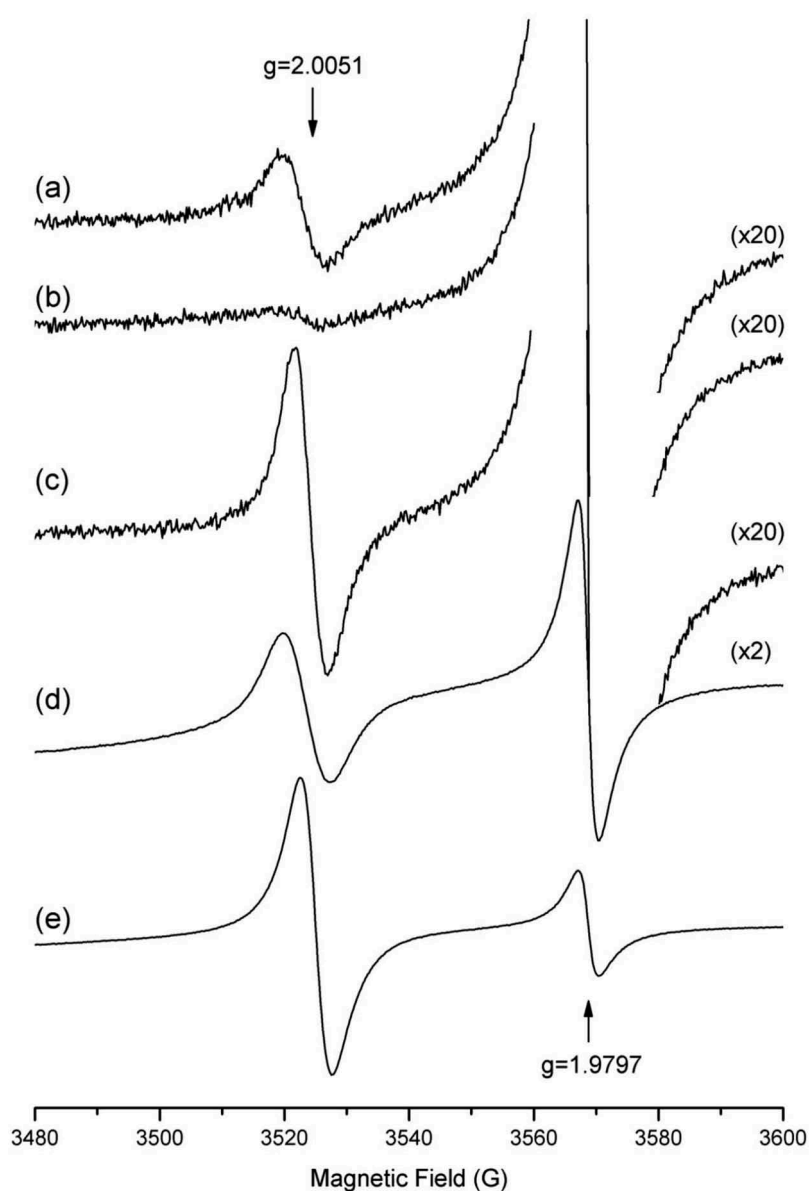 g=2.0051
(a)
(x20)
(b)
(x20)
(c)
(x20)
(x2)
(d)
(e)
g=1.9797
3480 3500 3520 3540 3560 3580 3600
Magnetic Field (G)